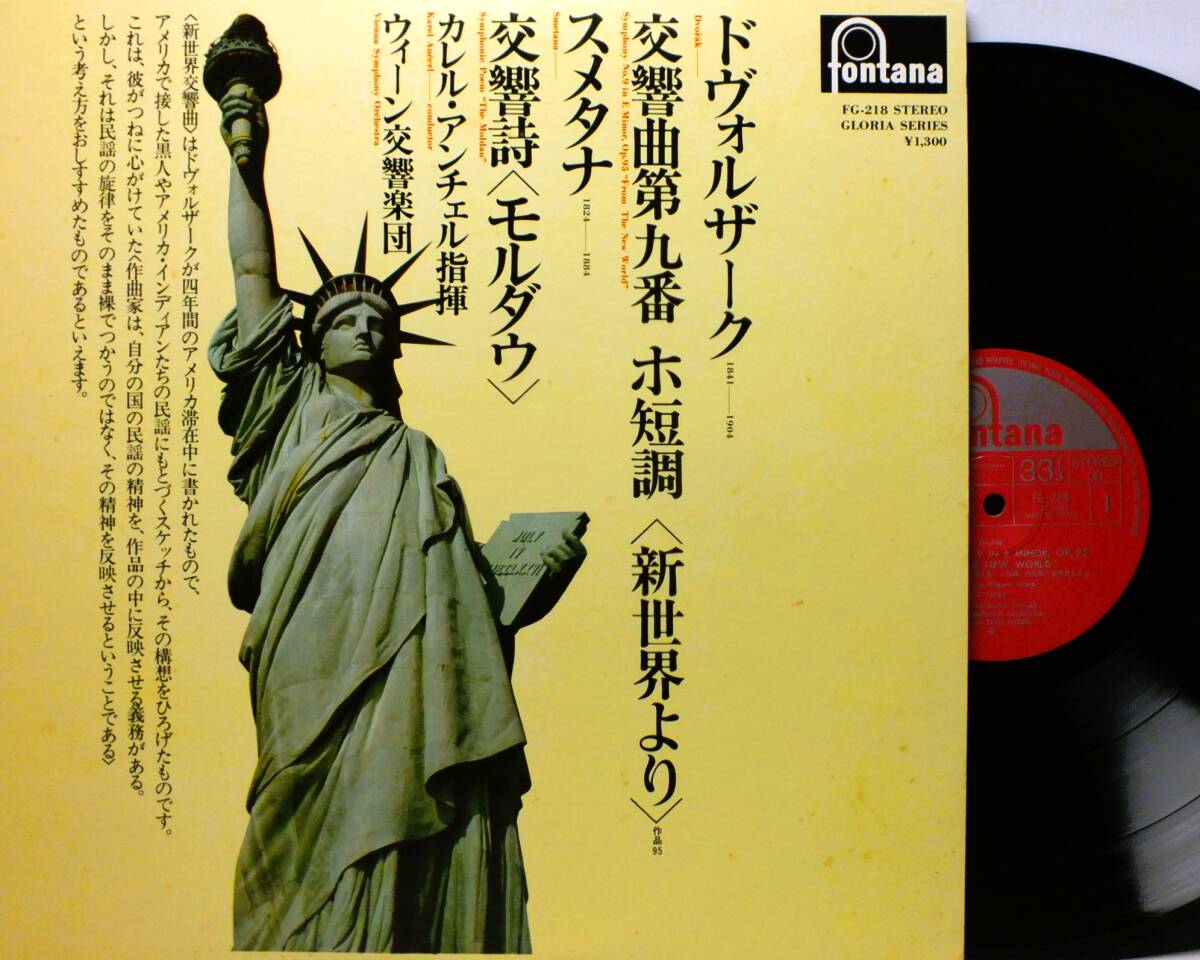 fontana
FG-218 STEREO
GLORIA SERIES
¥1,300
ドヴォルザーク 1841——1904
Dvořák——
交響曲第九番 ホ短調 〈新世界より〉 作品95
Symphony No.9 in E Minor, Op.95 "From The New World"
スメタナ 1824——1884
Smetana——
交響詩〈モルダウ〉
Symphonic Poem "The Moldau"
カレル・アンチェル指揮
Karel Ančerl——conductor
ウィーン交響楽団
Vienna Symphony Orchestra
〈新世界交響曲〉はドヴォルザークが四年間のアメリカ滞在中に書かれたもので、
アメリカで接した黒人やアメリカ・インディアンたちの民謡にもとづくスケッチから、その構想をひろげたものです。
これは、彼がつねに心がけていた〈作曲家は、自分の国の民謡の精神を、作品の中に反映させる義務がある。
しかし、それは民謡の旋律をそのまま裸でつかうのではなく、その精神を反映させるということである〉
という考え方をおしすすめたものであるといえます。
JULY
IV
fontana
33⅓
STEREO
FG-218
1
Dvořák
IN E MINOR, OP. 95
NEW WORLD"